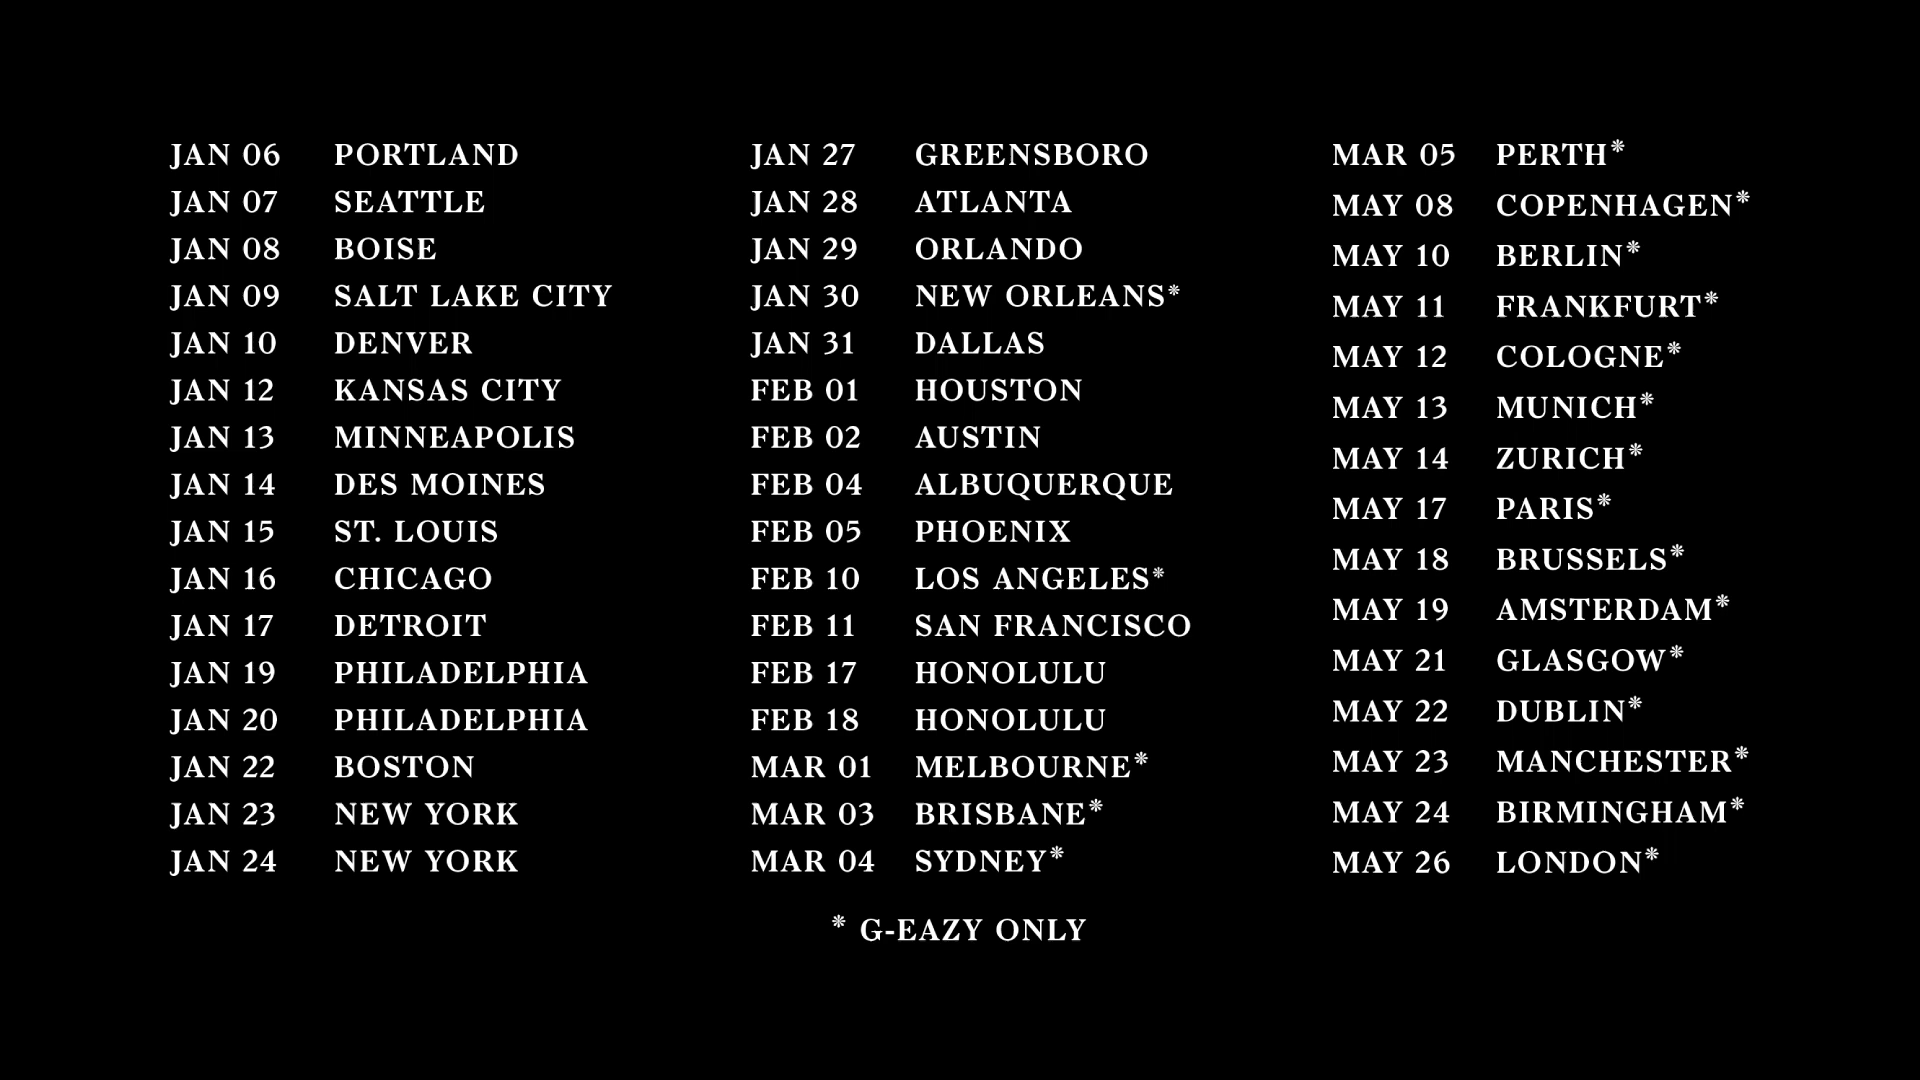 JAN 06 PORTLAND
JAN 07 SEATTLE
JAN 08 BOISE
JAN 09 SALT LAKE CITY
JAN 10 DENVER
JAN 12 KANSAS CITY
JAN 13 MINNEAPOLIS
JAN 14 DES MOINES
JAN 15 ST. LOUIS
JAN 16 CHICAGO
JAN 17 DETROIT
JAN 19 PHILADELPHIA
JAN 20 PHILADELPHIA
JAN 22 BOSTON
JAN 23 NEW YORK
JAN 24 NEW YORK
JAN 27 GREENSBORO
JAN 28 ATLANTA
JAN 29 ORLANDO
JAN 30 NEW ORLEANS*
JAN 31 DALLAS
FEB 01 HOUSTON
FEB 02 AUSTIN
FEB 04 ALBUQUERQUE
FEB 05 PHOENIX
FEB 10 LOS ANGELES*
FEB 11 SAN FRANCISCO
FEB 17 HONOLULU
FEB 18 HONOLULU
MAR 01 MELBOURNE*
MAR 03 BRISBANE*
MAR 04 SYDNEY*
MAR 05 PERTH*
MAY 08 COPENHAGEN*
MAY 10 BERLIN*
MAY 11 FRANKFURT*
MAY 12 COLOGNE*
MAY 13 MUNICH*
MAY 14 ZURICH*
MAY 17 PARIS*
MAY 18 BRUSSELS*
MAY 19 AMSTERDAM*
MAY 21 GLASGOW*
MAY 22 DUBLIN*
MAY 23 MANCHESTER*
MAY 24 BIRMINGHAM*
MAY 26 LONDON*
* G-EAZY ONLY